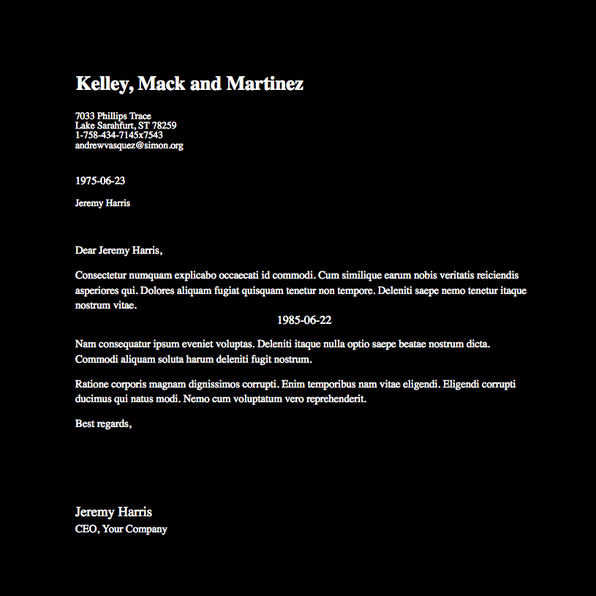 Kelley, Mack and Martinez
7033 Phillips Trace
Lake Sarahfurt, ST 78259
1-758-434-7145x7543
andrewvasquez@simon.org
1975-06-23
Jeremy Harris
Dear Jeremy Harris,
Consectetur numquam explicabo occaecati id commodi. Cum similique earum nobis veritatis reiciendis
asperiores qui. Dolores aliquam fugiat quisquam tenetur non tempore. Deleniti saepe nemo tenetur itaque
nostrum vitae.
1985-06-22
Nam consequatur ipsum eveniet voluptas. Deleniti itaque nulla optio saepe beatae nostrum dicta.
Commodi aliquam soluta harum deleniti fugit nostrum.
Ratione corporis magnam dignissimos corrupti. Enim temporibus nam vitae eligendi. Eligendi corrupti
ducimus qui natus modi. Nemo cum voluptatum vero reprehenderit.
Best regards,
Jeremy Harris
CEO, Your Company